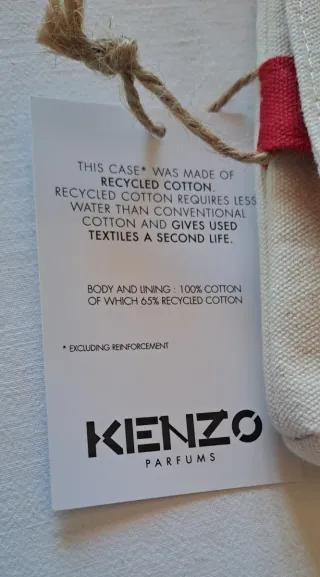 THIS CASE* WAS MADE OF
RECYCLED COTTON.
RECYCLED COTTON REQUIRES LESS
WATER THAN CONVENTIONAL
COTTON AND GIVES USED
TEXTILES A SECOND LIFE.
BODY AND LINING : 100% COTTON
OF WHICH 65% RECYCLED COTTON
* EXCLUDING REINFORCEMENT
KENZO
PARFUMS